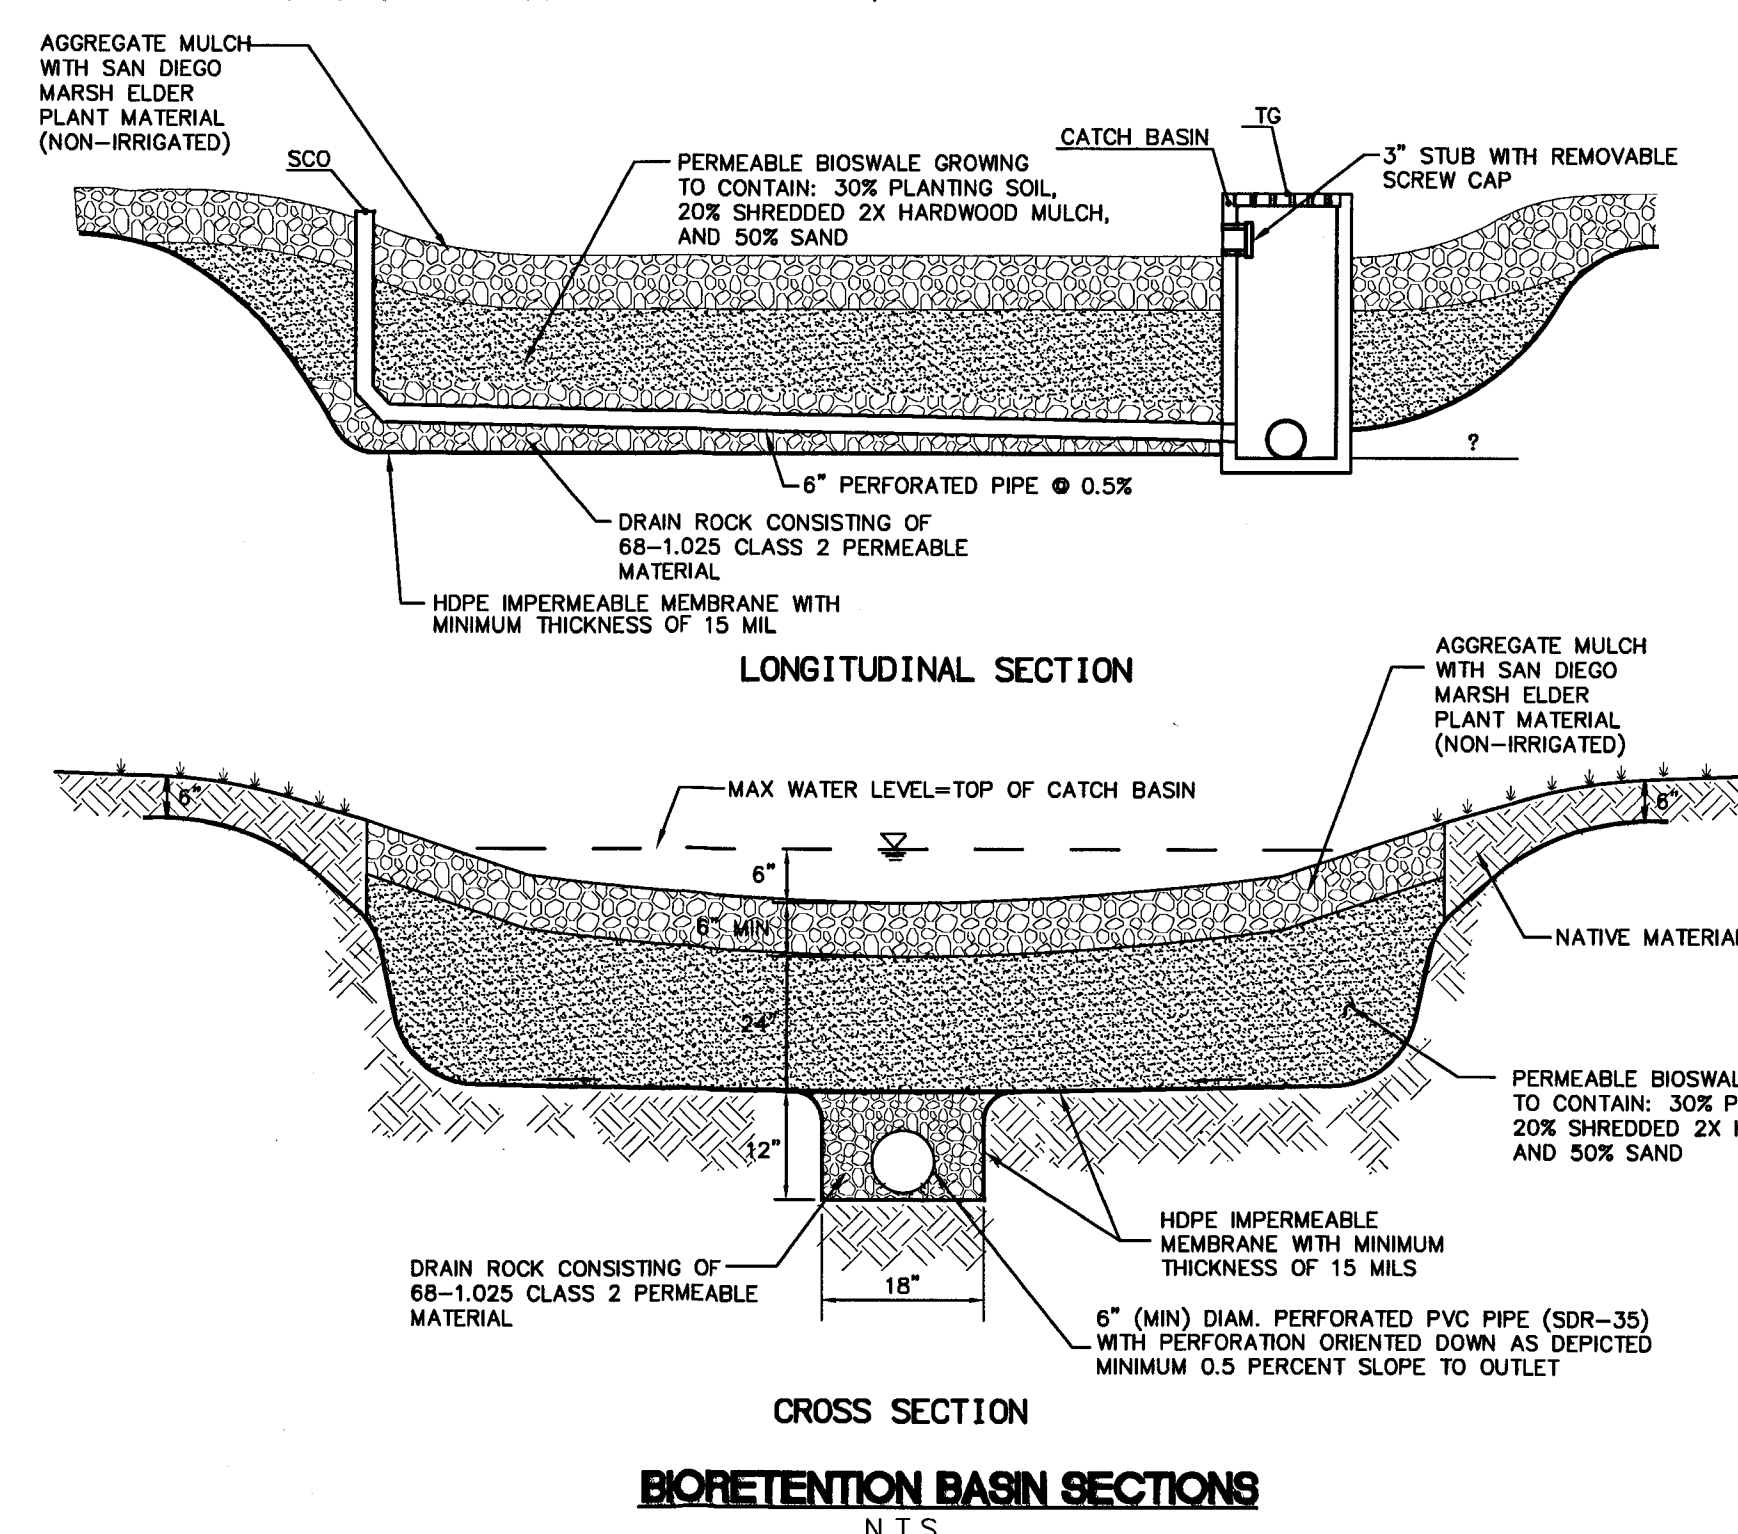 AGGREGATE MULCH
WITH SAN DIEGO
MARSH ELDER
PLANT MATERIAL
(NON-IRRIGATED)
SCO
PERMEABLE BIOSWALE GROWING
TO CONTAIN: 30% PLANTING SOIL,
20% SHREDDED 2X HARDWOOD MULCH,
AND 50% SAND
CATCH BASIN
TG
3" STUB WITH REMOVABLE
SCREW CAP
?
6" PERFORATED PIPE @ 0.5%
DRAIN ROCK CONSISTING OF
68-1.025 CLASS 2 PERMEABLE
MATERIAL
HDPE IMPERMEABLE MEMBRANE WITH
MINIMUM THICKNESS OF 15 MIL
LONGITUDINAL SECTION
AGGREGATE MULCH
WITH SAN DIEGO
MARSH ELDER
PLANT MATERIAL
(NON-IRRIGATED)
6"
MAX WATER LEVEL=TOP OF CATCH BASIN
6"
6"
6" MIN
NATIVE MATERIAL
24"
PERMEABLE BIOSWAL
TO CONTAIN: 30% P
20% SHREDDED 2X
AND 50% SAND
12"
HDPE IMPERMEABLE
MEMBRANE WITH MINIMUM
THICKNESS OF 15 MILS
DRAIN ROCK CONSISTING OF
68-1.025 CLASS 2 PERMEABLE
MATERIAL
18"
6" (MIN) DIAM. PERFORATED PVC PIPE (SDR-35)
WITH PERFORATION ORIENTED DOWN AS DEPICTED
MINIMUM 0.5 PERCENT SLOPE TO OUTLET
CROSS SECTION
BIORETENTION BASIN SECTIONS
N.T.S.